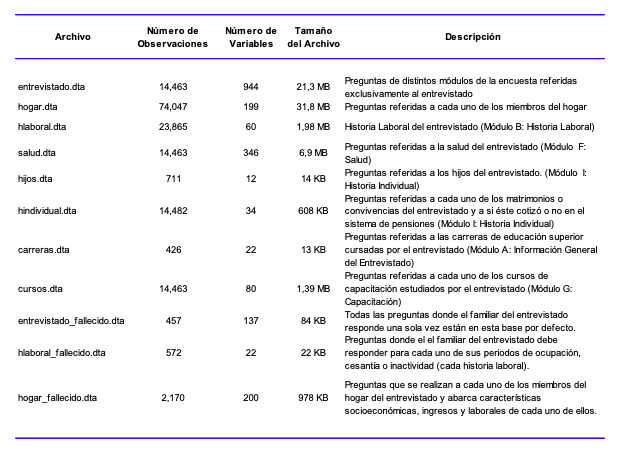 Archivo
Número de
Observaciones
Número de
Variables
Tamaño
del Archivo
Descripción
entrevistado.dta 14,463 944 21,3 MB
Preguntas de distintos módulos de la encuesta referidas
exclusivamente al entrevistado
hogar.dta 74,047 199 31,8 MB Preguntas referidas a cada uno de los miembros del hogar
hlaboral.dta 23,865 60 1,98 MB Historia Laboral del entrevistado (Módulo B: Historia Laboral)
salud.dta 14,463 346 6,9 MB
Preguntas referidas a la salud del entrevistado (Módulo F:
Salud)
hijos.dta 711 12 14 KB
Preguntas referidas a los hijos del entrevistado. (Módulo I:
Historia Individual)
hindividual.dta 14,482 34 608 KB
Preguntas referidas a cada uno de los matrimonios o
convivencias del entrevistado y a si éste cotizó o no en el
sistema de pensiones (Módulo I: Historia Individual)
carreras.dta 426 22 13 KB
Preguntas referidas a las carreras de educación superior
cursadas por el entrevistado (Módulo A: Información General
del Entrevistado)
cursos.dta 14,463 80 1,39 MB
Preguntas referidas a cada uno de los cursos de
capacitación estudiados por el entrevistado (Módulo G:
Capacitación)
entrevistado_fallecido.dta 457 137 84 KB
Todas las preguntas donde el familiar del entrevistado
responde una sola vez están en esta base por defecto.
hlaboral_fallecido.dta 572 22 22 KB
Preguntas donde el el familiar del entrevistado debe
responder para cada uno de sus periodos de ocupación,
cesantía o inactividad (cada historia laboral).
hogar_fallecido.dta 2,170 200 978 KB
Preguntas que se realizan a cada uno de los miembros del
hogar del entrevistado y abarca características
socioeconómicas, ingresos y laborales de cada uno de ellos.